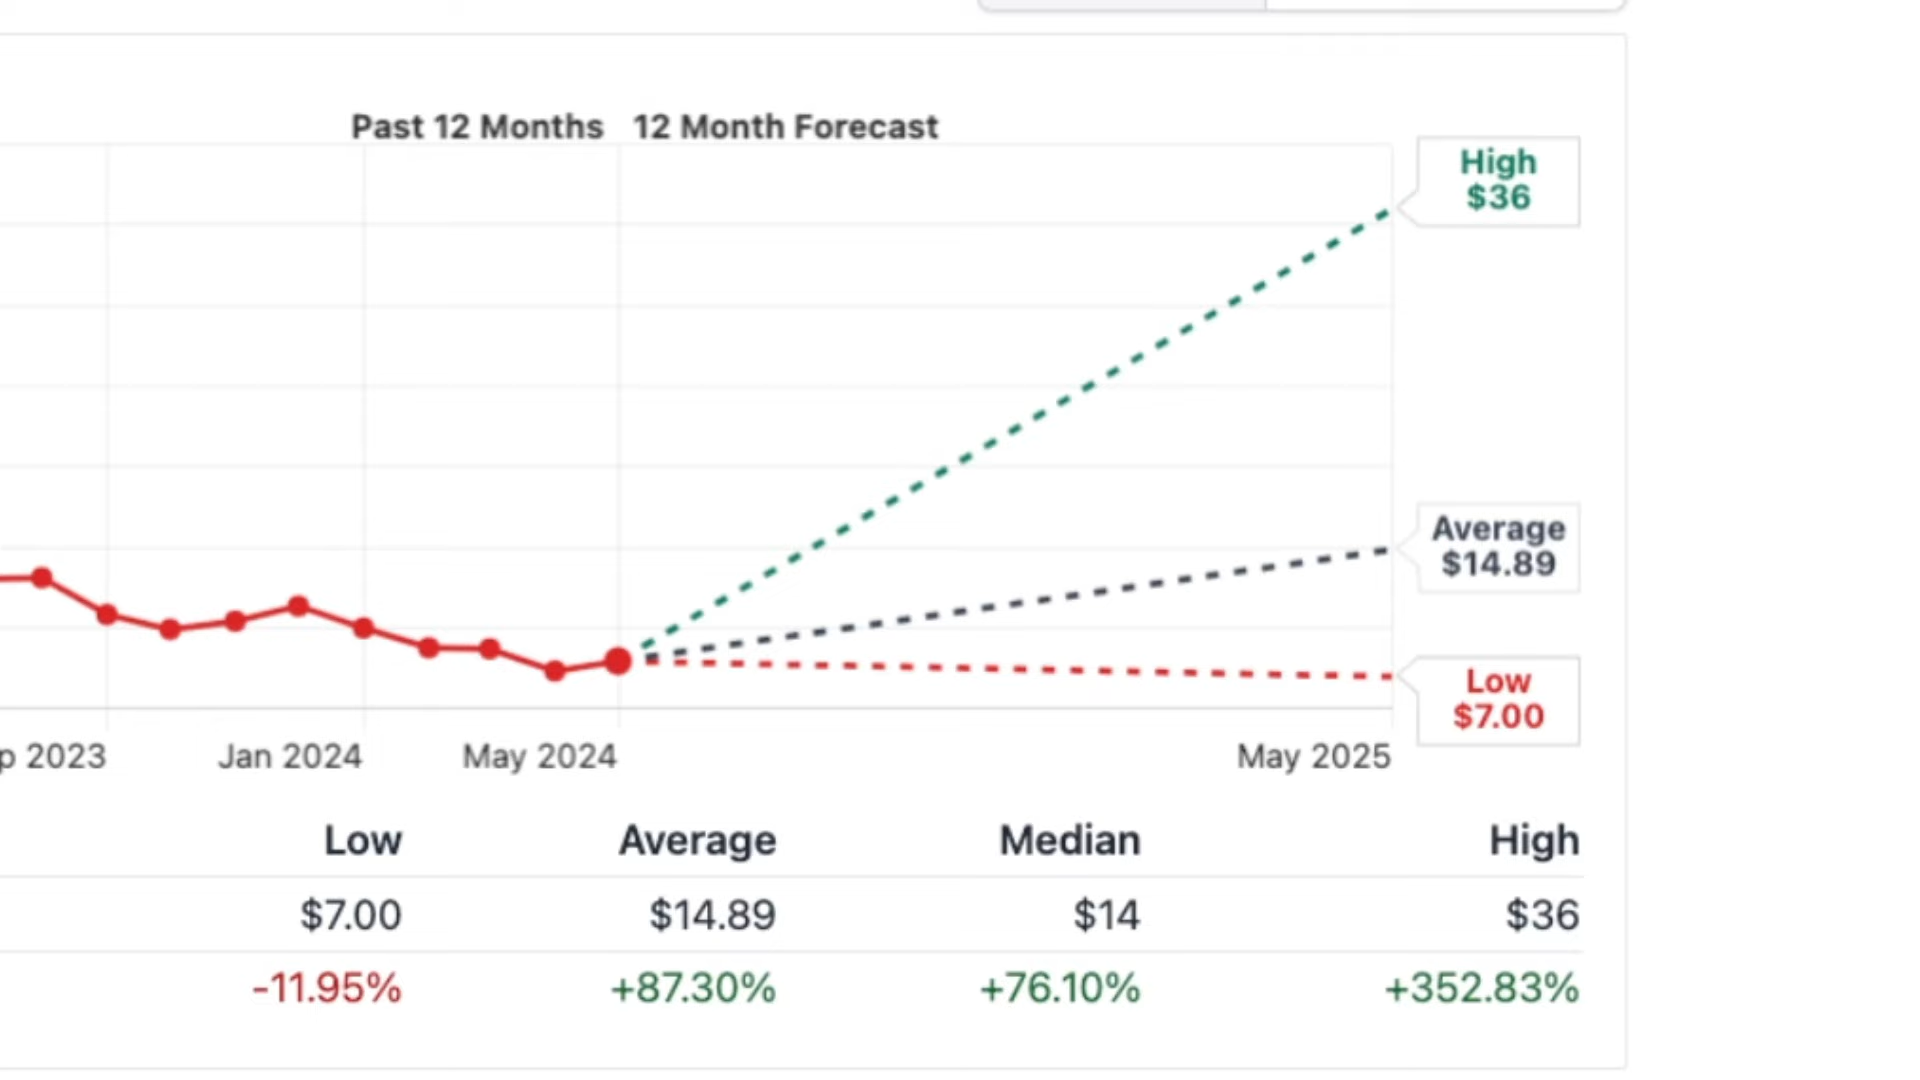 Past 12 Months 12 Month Forecast
High
$36
Average
$14.89
Low
$7.00
p 2023 Jan 2024 May 2024 May 2025
Low Average Median High
$7.00 $14.89 $14 $36
-11.95% +87.30% +76.10% +352.83%